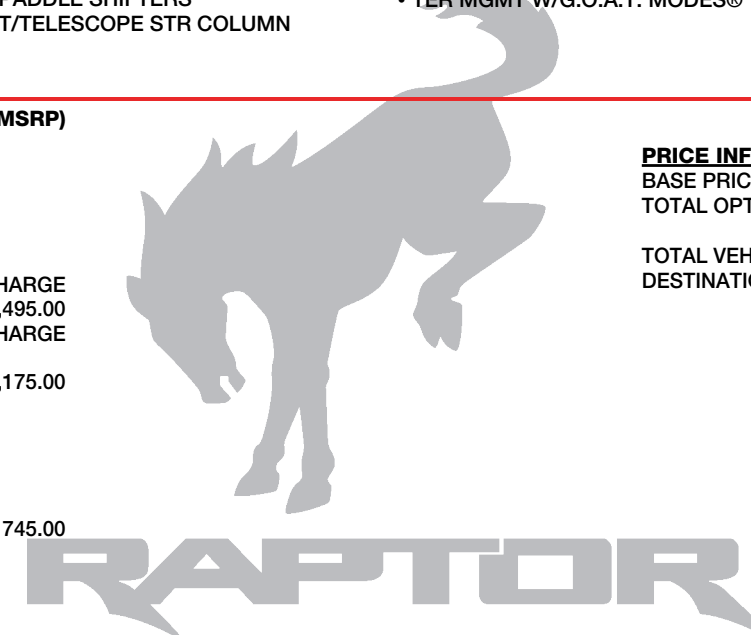 PADDLE SHIFTERS
T/TELESCOPE STR COLUMN
• TER MGMT W/G.O.A.T. MODES®
MSRP)
HARGE
,495.00
HARGE
,175.00
745.00
PRICE INF
BASE PRIC
TOTAL OPT
TOTAL VEH
DESTINATI
RAPTOR